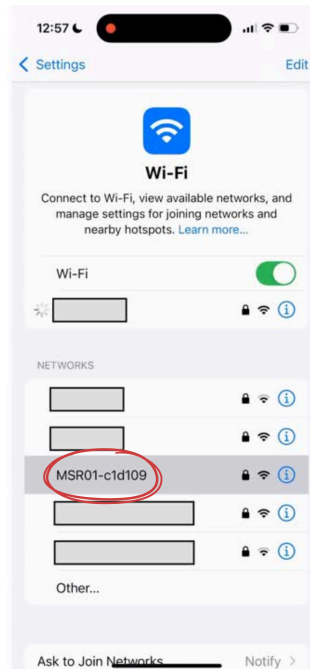 12:57
Settings
Edit
Wi-Fi
Connect to Wi-Fi, view available networks, and
manage settings for joining networks and
nearby hotspots. Learn more...
Wi-Fi
NETWORKS
MSR01-c1d109
Other...
Ask to Join Networks
Notify